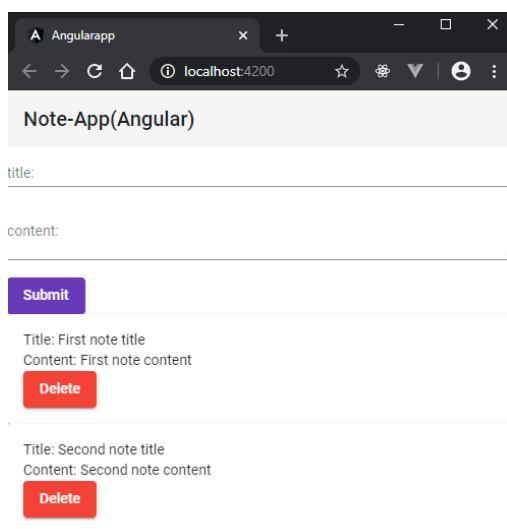 Angularapp
localhost:4200
Note-App(Angular)
title:
content:
Submit
Title: First note title
Content: First note content
Delete
Title: Second note title
Content: Second note content
Delete